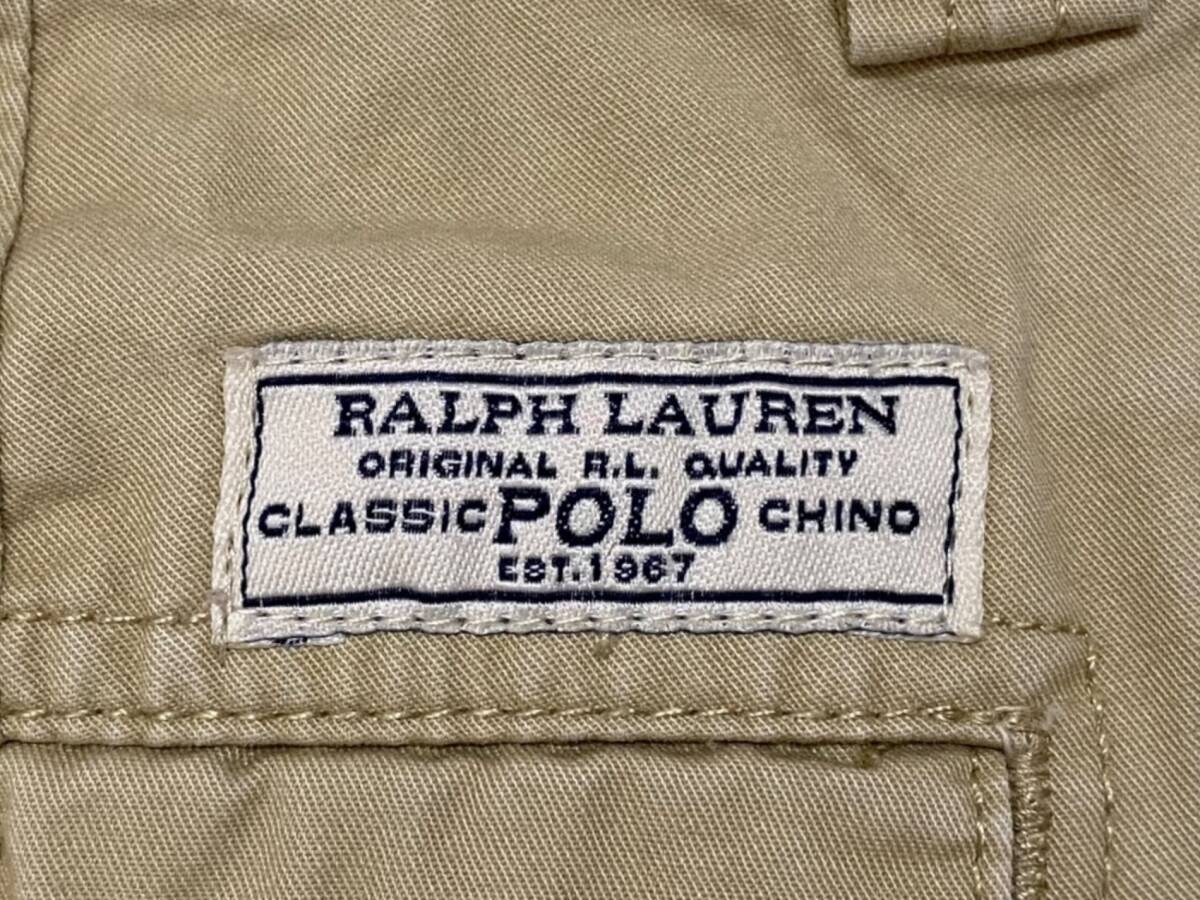 RALPH LAUREN
ORIGINAL R.L. QUALITY
CLASSIC POLO CHINO
EST.1967